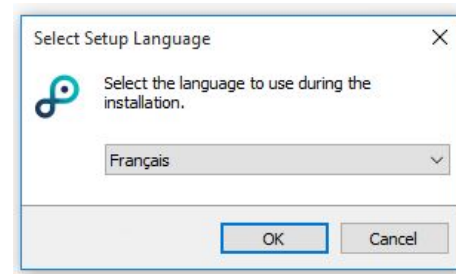 Select Setup Language
Select the language to use during the
installation.
Français
OK Cancel